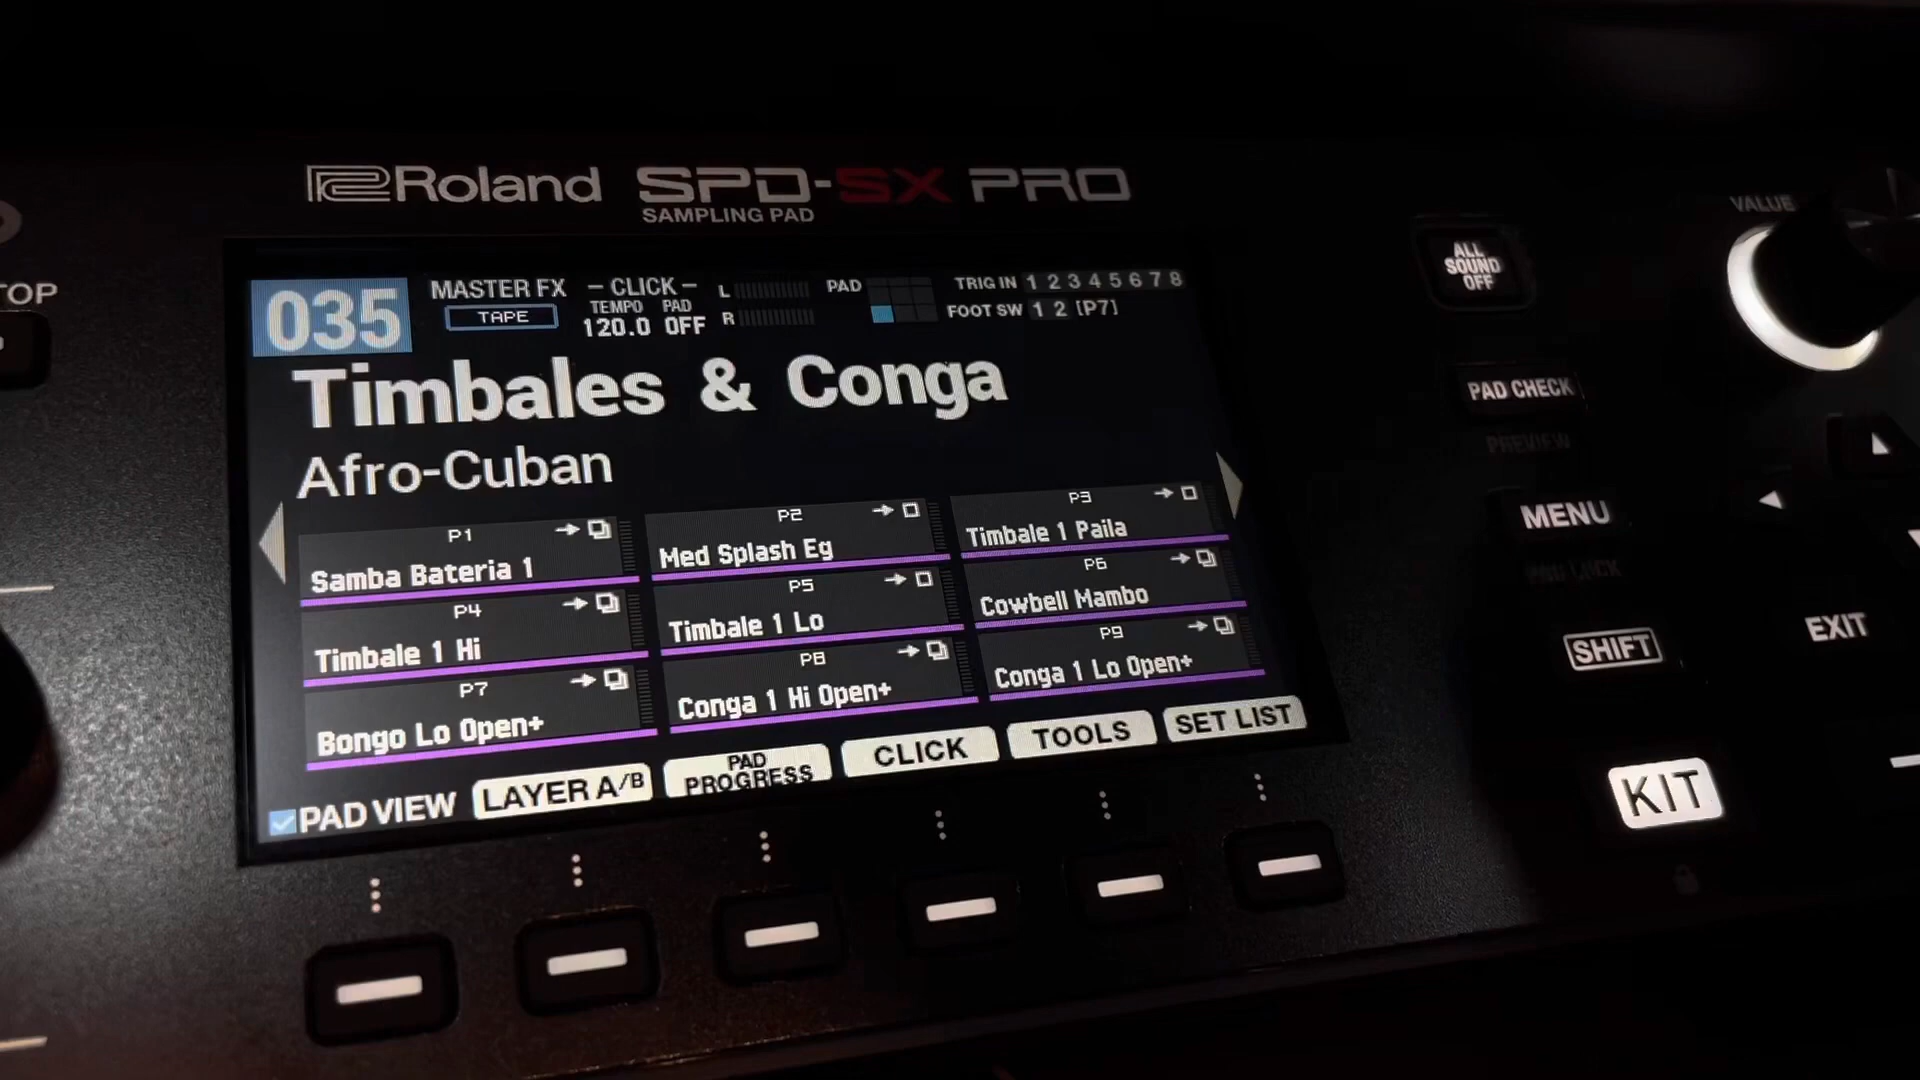 Roland SPD-SX PRO
SAMPLING PAD
VALUE
TOP
035
MASTER FX
TAPE
– CLICK –
TEMPO PAD
120.0 OFF
L
R
PAD
TRIG IN 1 2 3 4 5 6 7 8
FOOT SW 1 2 [P7]
ALL SOUND OFF
Timbales & Conga
Afro-Cuban
PAD CHECK
PREVIEW
MENU
PAD LOCK
P1
Samba Bateria 1
P2
Med Splash Eg
P3
Timbale 1 Paila
P4
Timbale 1 Hi
P5
Timbale 1 Lo
P6
Cowbell Mambo
P7
Bongo Lo Open+
P8
Conga 1 Hi Open+
P9
Conga 1 Lo Open+
SHIFT
EXIT
PAD VIEW
LAYER A/B
PAD PROGRESS
CLICK
TOOLS
SET LIST
KIT